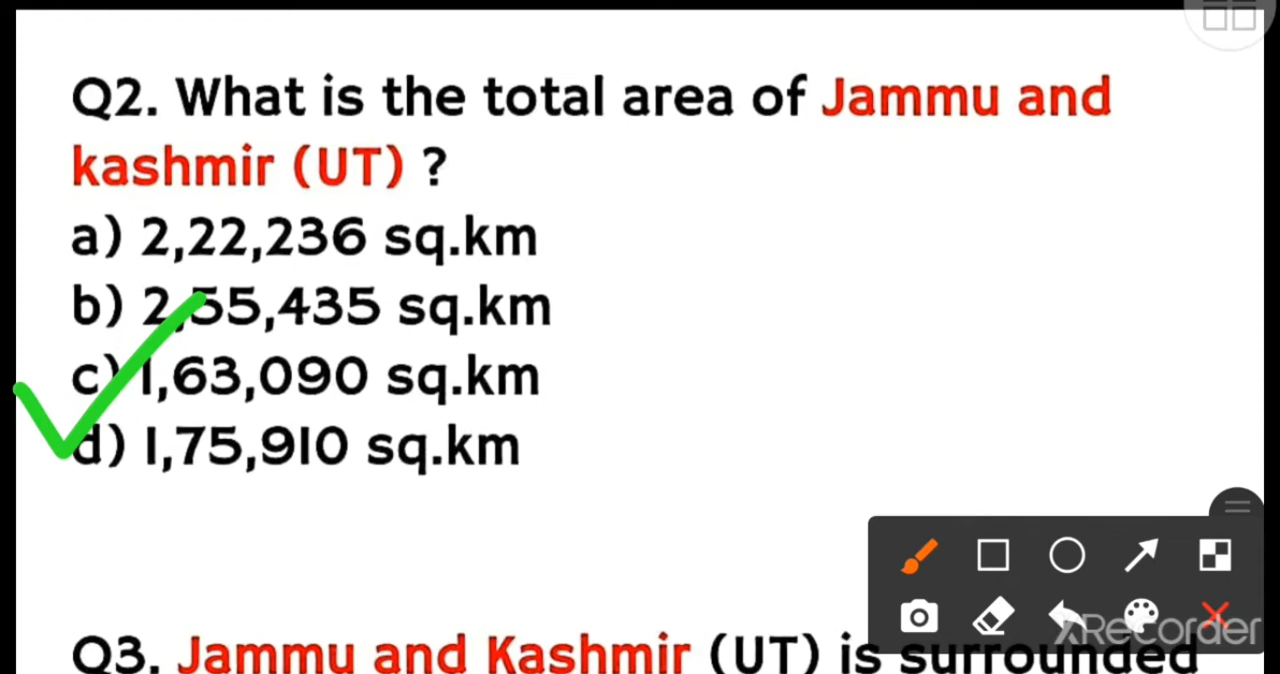 Q2. What is the total area of Jammu and
kashmir (UT) ?
a) 2,22,236 sq.km
b) 2,55,435 sq.km
c) 1,63,090 sq.km
d) 1,75,910 sq.km
XRecorder
Q3. Jammu and Kashmir (UT) is surrounded